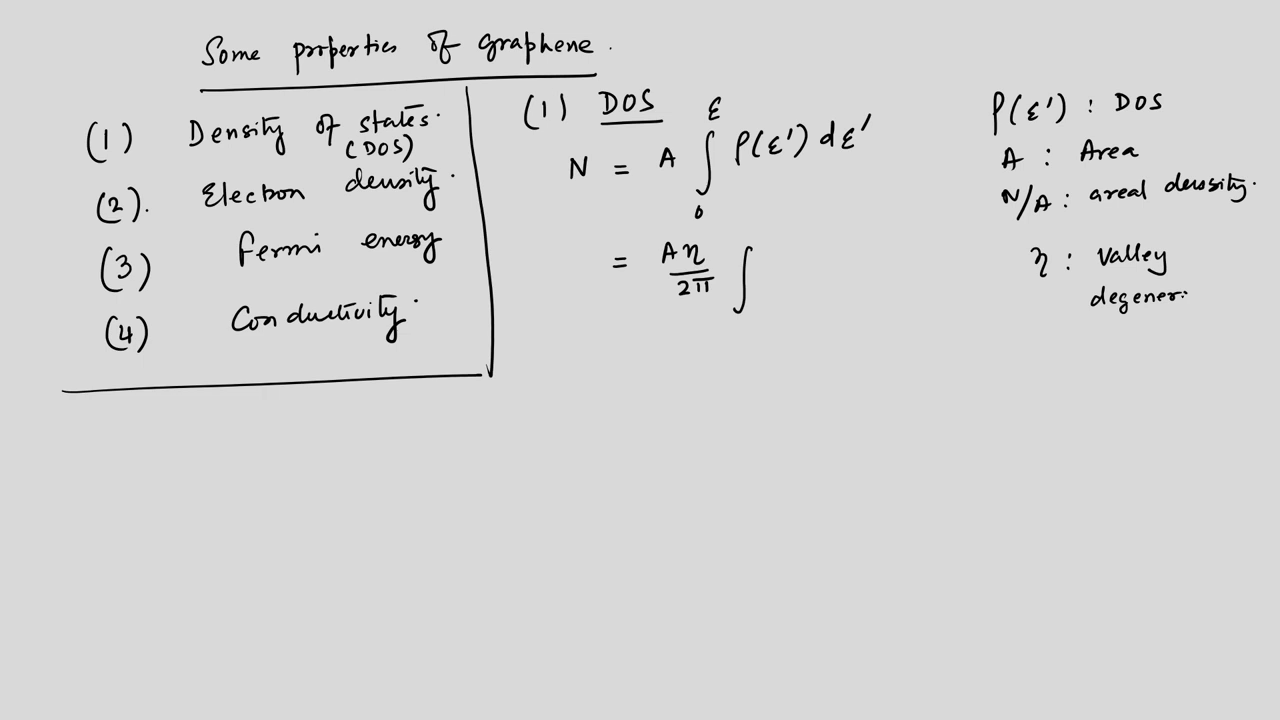 Some properties of graphene.
(1) Density of states.
(DOS)
(2). Electron density.
(3) Fermi energy
(4) Conductivity.
(1) DOS
N = A ∫₀^ε ρ(ε') dε'
= Aη/2π ∫
ρ(ε') : DOS
A : Area
N/A : areal density.
η : valley
degener